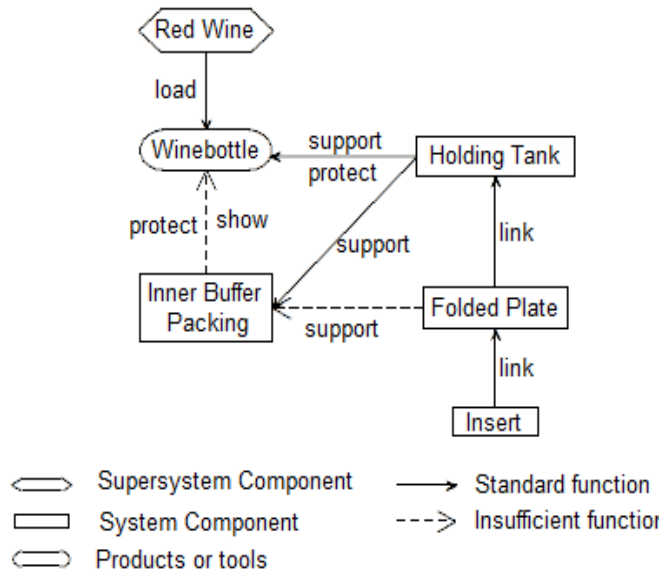 Red Wine
load
Winebottle
support
protect
Holding Tank
protect
show
support
link
Inner Buffer
Packing
support
Folded Plate
link
Insert
Supersystem Component
Standard function
System Component
Insufficient function
Products or tools